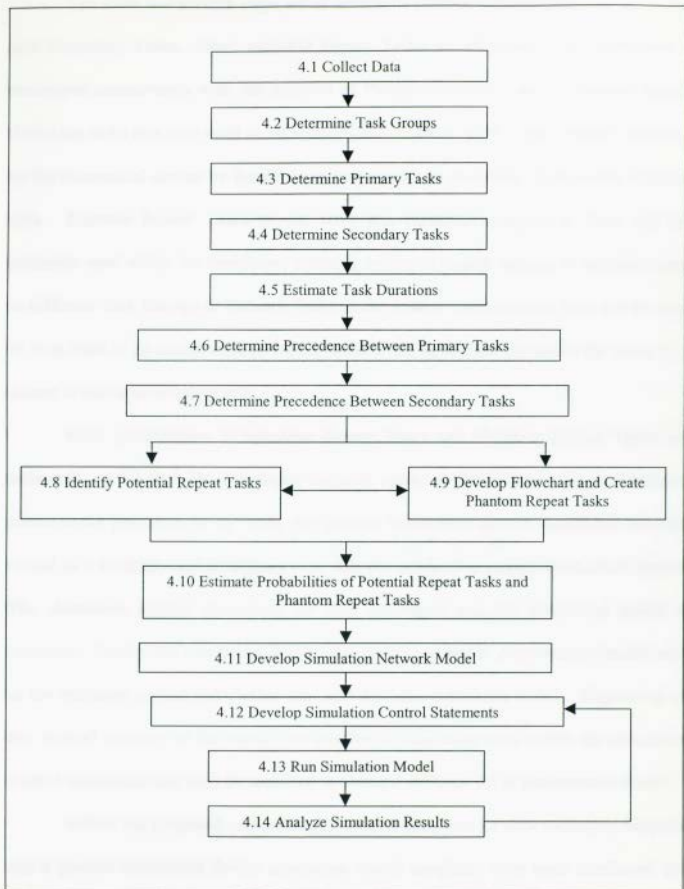 4.1 Collect Data
4.2 Determine Task Groups
4.3 Determine Primary Tasks
4.4 Determine Secondary Tasks
4.5 Estimate Task Durations
4.6 Determine Precedence Between Primary Tasks
4.7 Determine Precedence Between Secondary Tasks
4.8 Identify Potential Repeat Tasks
4.9 Develop Flowchart and Create
Phantom Repeat Tasks
4.10 Estimate Probabilities of Potential Repeat Tasks and
Phantom Repeat Tasks
4.11 Develop Simulation Network Model
4.12 Develop Simulation Control Statements
4.13 Run Simulation Model
4.14 Analyze Simulation Results